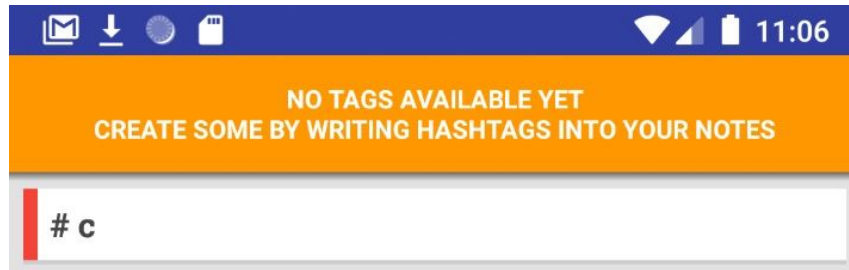 11:06
NO TAGS AVAILABLE YET
CREATE SOME BY WRITING HASHTAGS INTO YOUR NOTES
# c